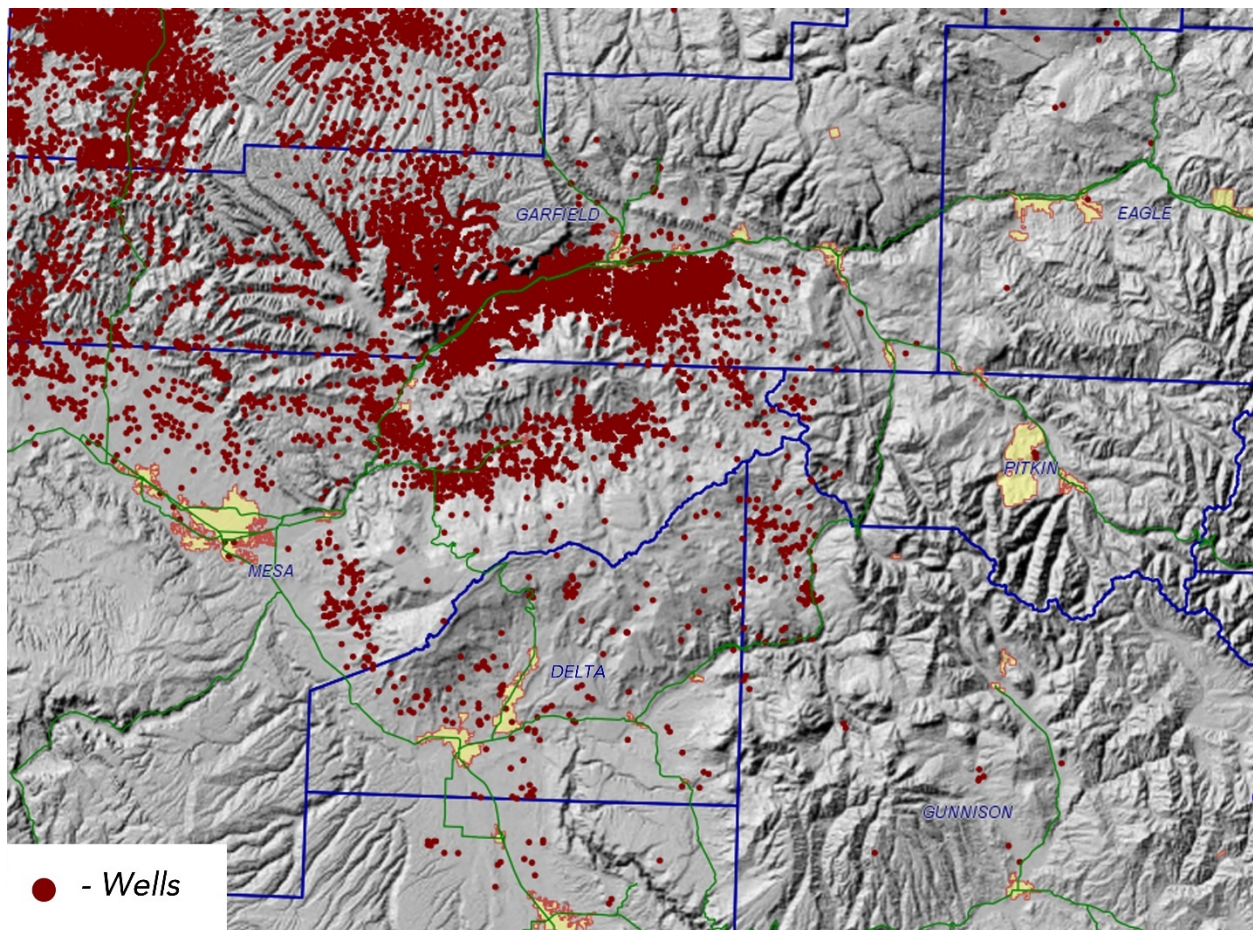 GARFIELD
EAGLE
PITKIN
MESA
DELTA
GUNNISON
- Wells